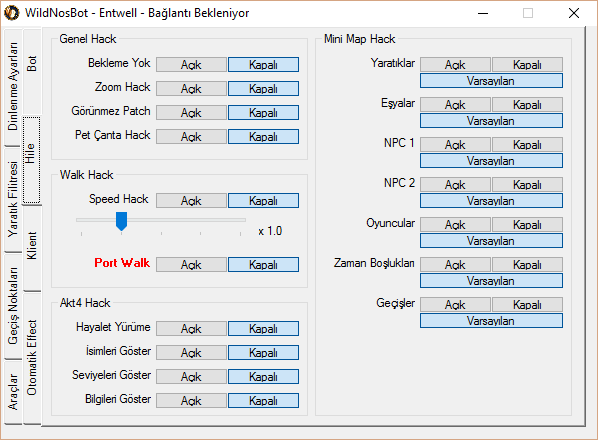 WildNosBot - Entwell - Bağlantı Bekleniyor
Dinlenme Ayarları
Yaratık Filitresi
Geçiş Noktaları
Araçlar
Bot
Hile
Klient
Otomatik Effect
Genel Hack
Bekleme Yok Açık Kapalı
Zoom Hack Açık Kapalı
Görünmez Patch Açık Kapalı
Pet Çanta Hack Açık Kapalı
Walk Hack
Speed Hack Açık Kapalı
x 1.0
Port Walk Açık Kapalı
Akt4 Hack
Hayalet Yürüme Açık Kapalı
İsimleri Göster Açık Kapalı
Seviyeleri Göster Açık Kapalı
Bilgileri Göster Açık Kapalı
Mini Map Hack
Yaratıklar Açık Kapalı
Varsayılan
Eşyalar Açık Kapalı
Varsayılan
NPC 1 Açık Kapalı
Varsayılan
NPC 2 Açık Kapalı
Varsayılan
Oyuncular Açık Kapalı
Varsayılan
Zaman Boşlukları Açık Kapalı
Varsayılan
Geçişler Açık Kapalı
Varsayılan